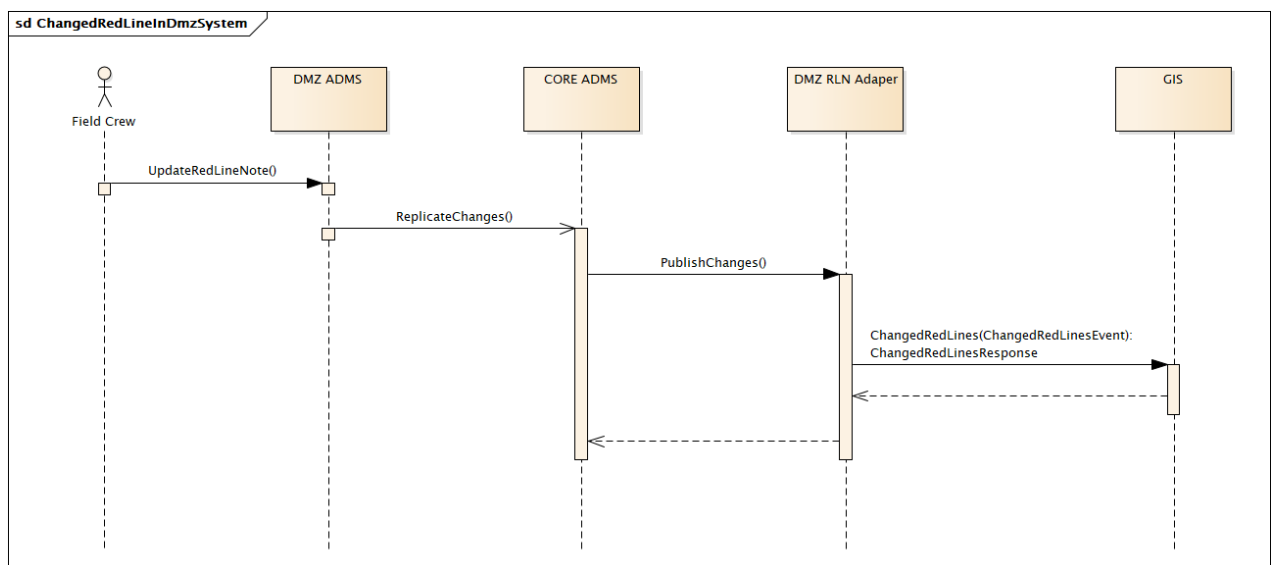 sd ChangedRedLineInDmzSystem
DMZ ADMS
CORE ADMS
DMZ RLN Adaper
GIS
Field Crew
UpdateRedLineNote()
ReplicateChanges()
PublishChanges()
ChangedRedLines(ChangedRedLinesEvent):
ChangedRedLinesResponse